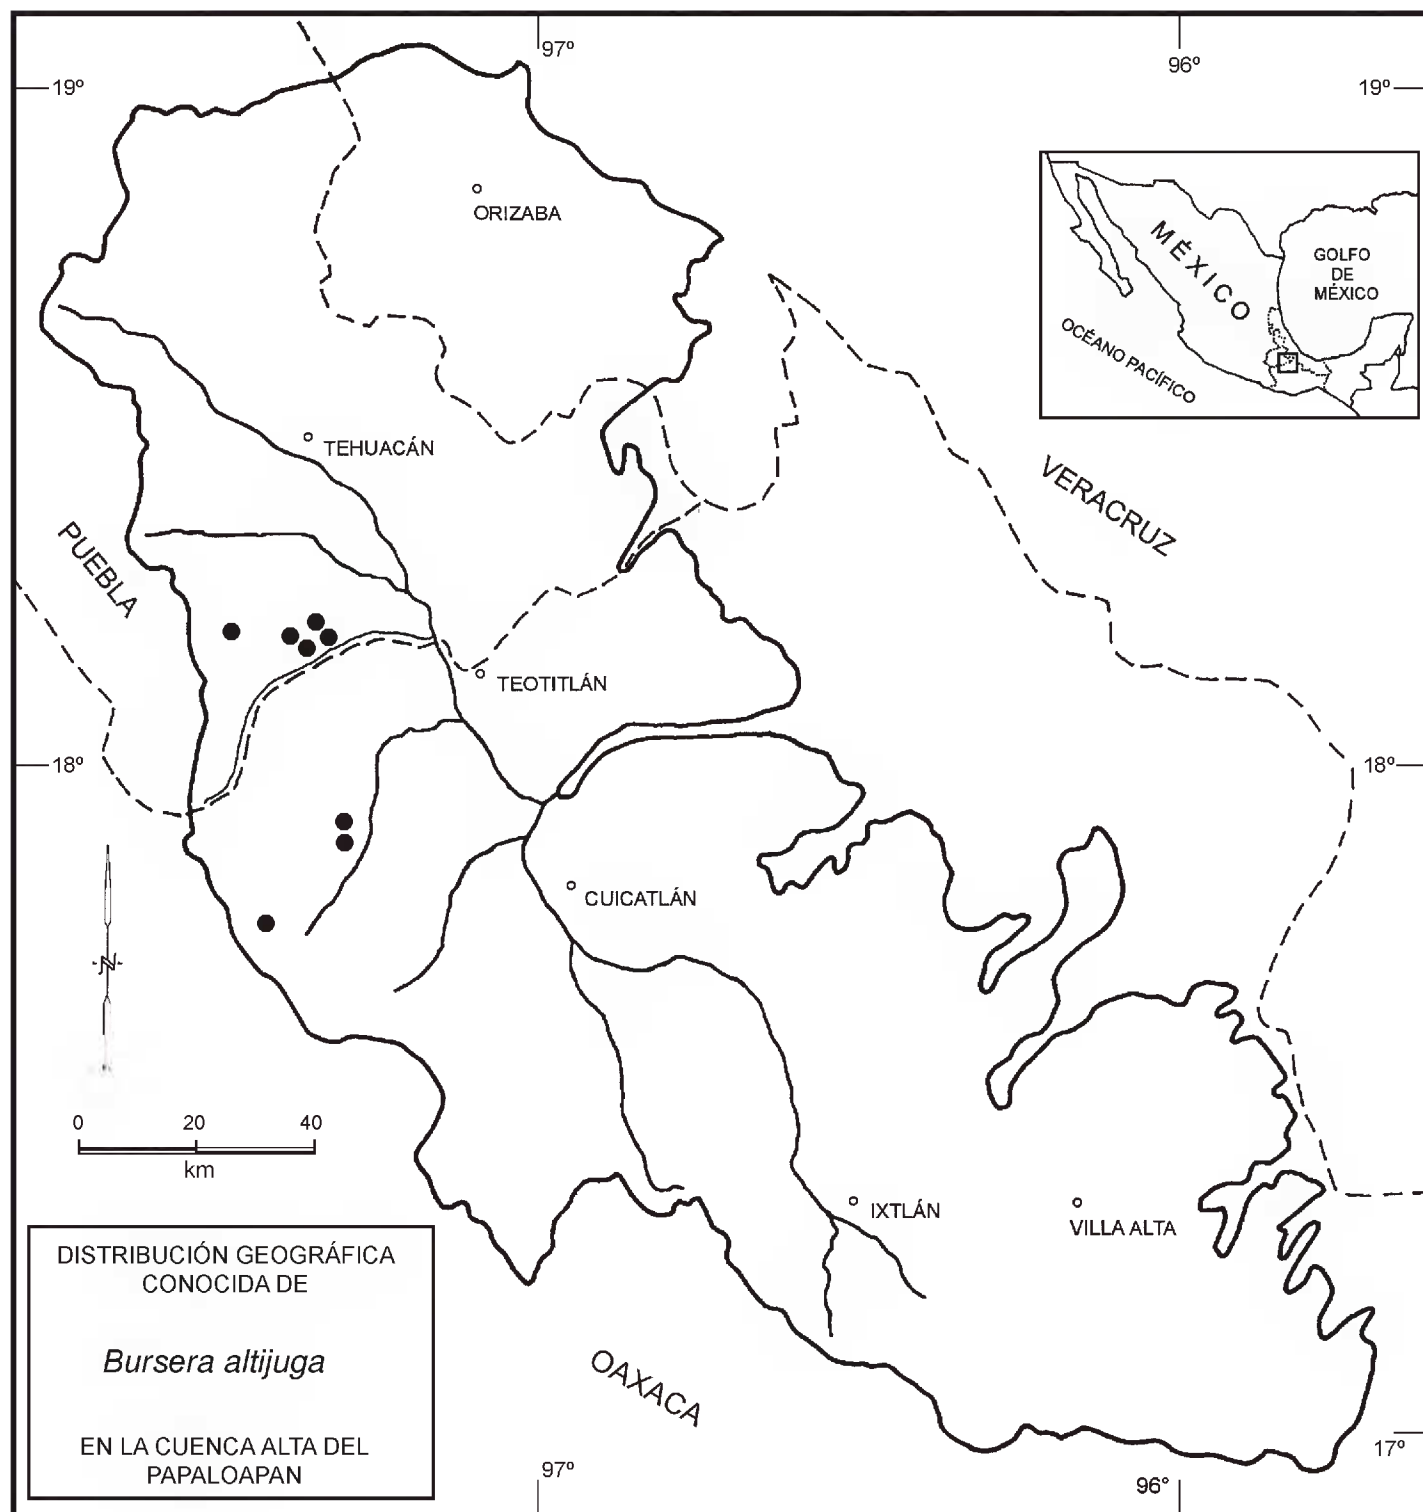 97º
96º
19º
19º
ORIZABA
MÉXICO
GOLFO
DE
MÉXICO
OCÉANO PACÍFICO
TEHUACÁN
VERACRUZ
PUEBLA
TEOTITLÁN
18º
18º
CUICATLÁN
N
0 20 40
km
IXTLÁN
VILLA ALTA
DISTRIBUCIÓN GEOGRÁFICA
CONOCIDA DE
Bursera altijuga
EN LA CUENCA ALTA DEL
PAPALOAPAN
OAXACA
17º
97º
96º